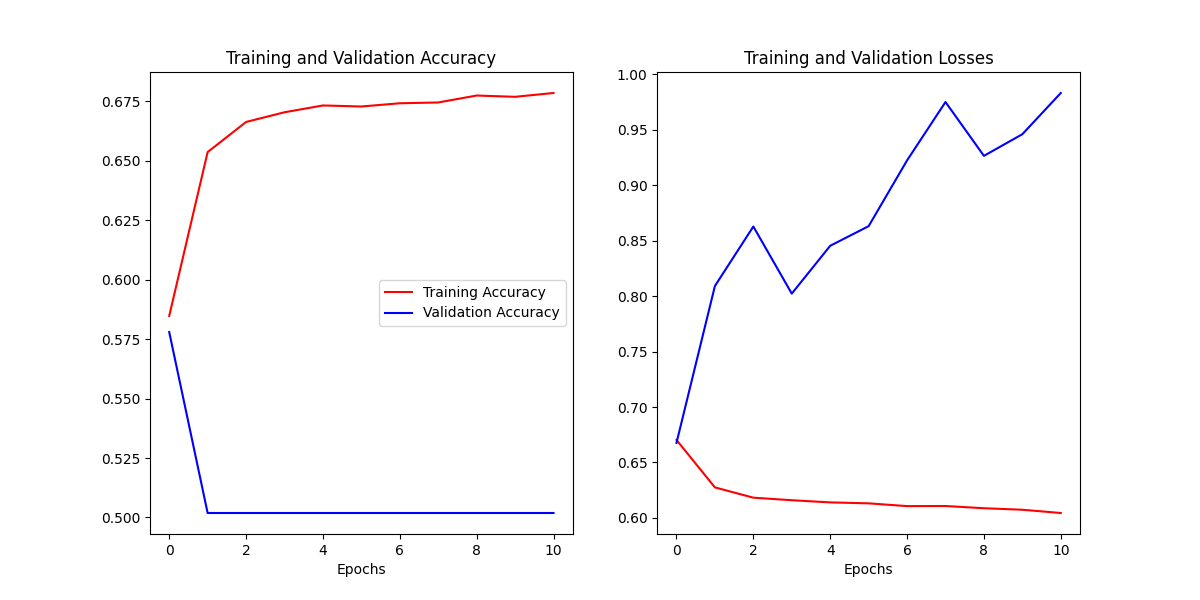 Training and Validation Accuracy
0.675
0.650
0.625
0.600
0.575
0.550
0.525
0.500
Training Accuracy
Validation Accuracy
0 2 4 6 8 10
Epochs
Training and Validation Losses
1.00
0.95
0.90
0.85
0.80
0.75
0.70
0.65
0.60
0 2 4 6 8 10
Epochs